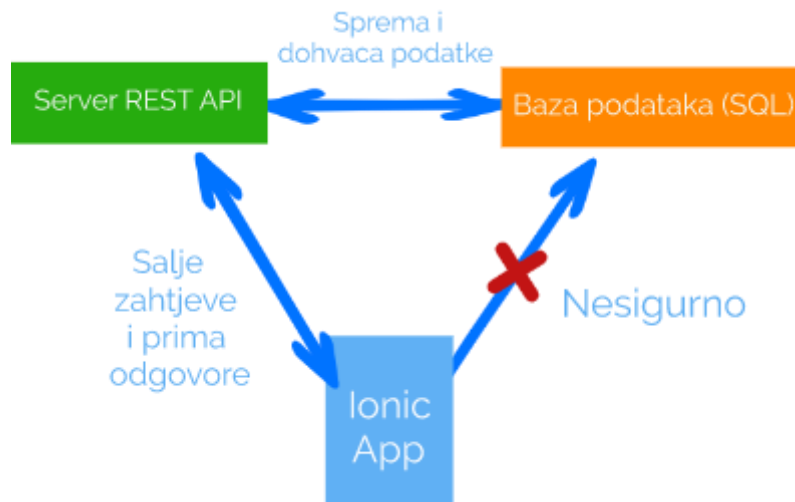 Sprema i
dohvaca podatke
Server REST API
Baza podataka (SQL)
Salje
zahtjeve
i prima
odgovore
Nesigurno
Ionic
App